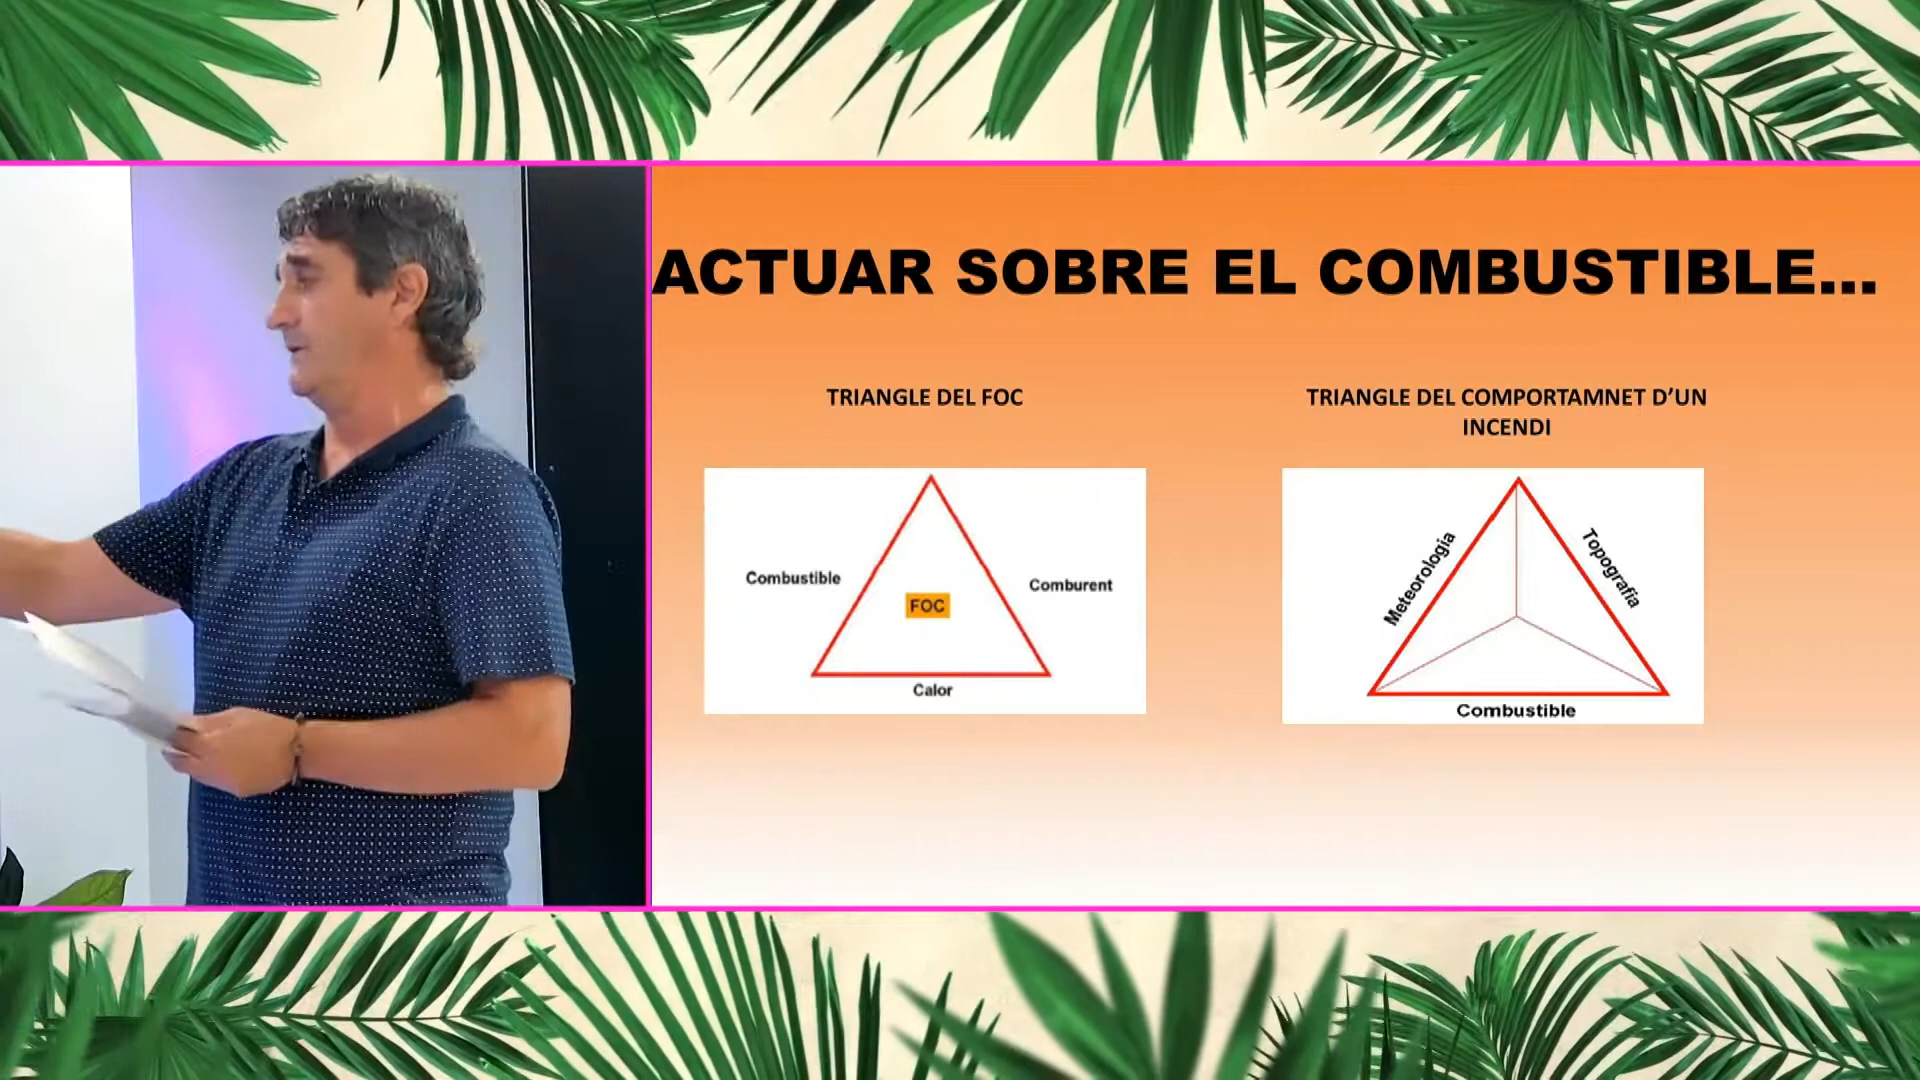 ACTUAR SOBRE EL COMBUSTIBLE...
TRIANGLE DEL FOC
Combustible
Comburent
FOC
Calor
TRIANGLE DEL COMPORTAMNET D'UN
INCENDI
Meteorologia
Topografia
Combustible